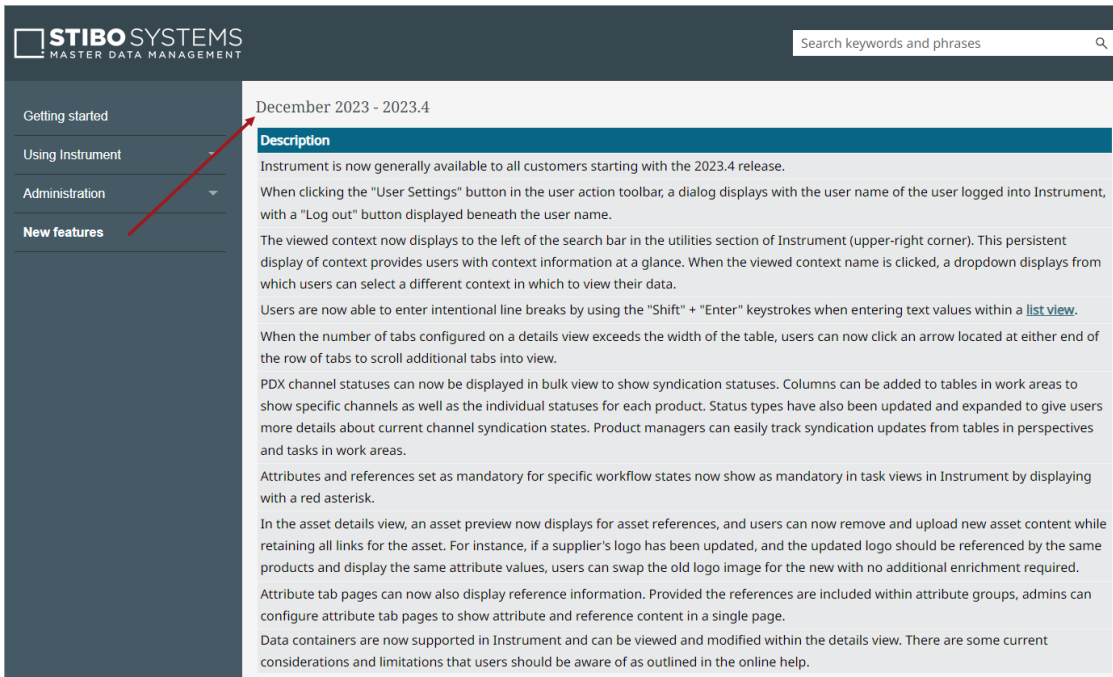 STIBO SYSTEMS
MASTER DATA MANAGEMENT
Search keywords and phrases
Getting started
Using Instrument
Administration
New features
December 2023 - 2023.4
Description
Instrument is now generally available to all customers starting with the 2023.4 release.
When clicking the "User Settings" button in the user action toolbar, a dialog displays with the user name of the user logged into Instrument,
with a "Log out" button displayed beneath the user name.
The viewed context now displays to the left of the search bar in the utilities section of Instrument (upper-right corner). This persistent
display of context provides users with context information at a glance. When the viewed context name is clicked, a dropdown displays from
which users can select a different context in which to view their data.
Users are now able to enter intentional line breaks by using the "Shift" + "Enter" keystrokes when entering text values within a list view.
When the number of tabs configured on a details view exceeds the width of the table, users can now click an arrow located at either end of
the row of tabs to scroll additional tabs into view.
PDX channel statuses can now be displayed in bulk view to show syndication statuses. Columns can be added to tables in work areas to
show specific channels as well as the individual statuses for each product. Status types have also been updated and expanded to give users
more details about current channel syndication states. Product managers can easily track syndication updates from tables in perspectives
and tasks in work areas.
Attributes and references set as mandatory for specific workflow states now show as mandatory in task views in Instrument by displaying
with a red asterisk.
In the asset details view, an asset preview now displays for asset references, and users can now remove and upload new asset content while
retaining all links for the asset. For instance, if a supplier's logo has been updated, and the updated logo should be referenced by the same
products and display the same attribute values, users can swap the old logo image for the new with no additional enrichment required.
Attribute tab pages can now also display reference information. Provided the references are included within attribute groups, admins can
configure attribute tab pages to show attribute and reference content in a single page.
Data containers are now supported in Instrument and can be viewed and modified within the details view. There are some current
considerations and limitations that users should be aware of as outlined in the online help.